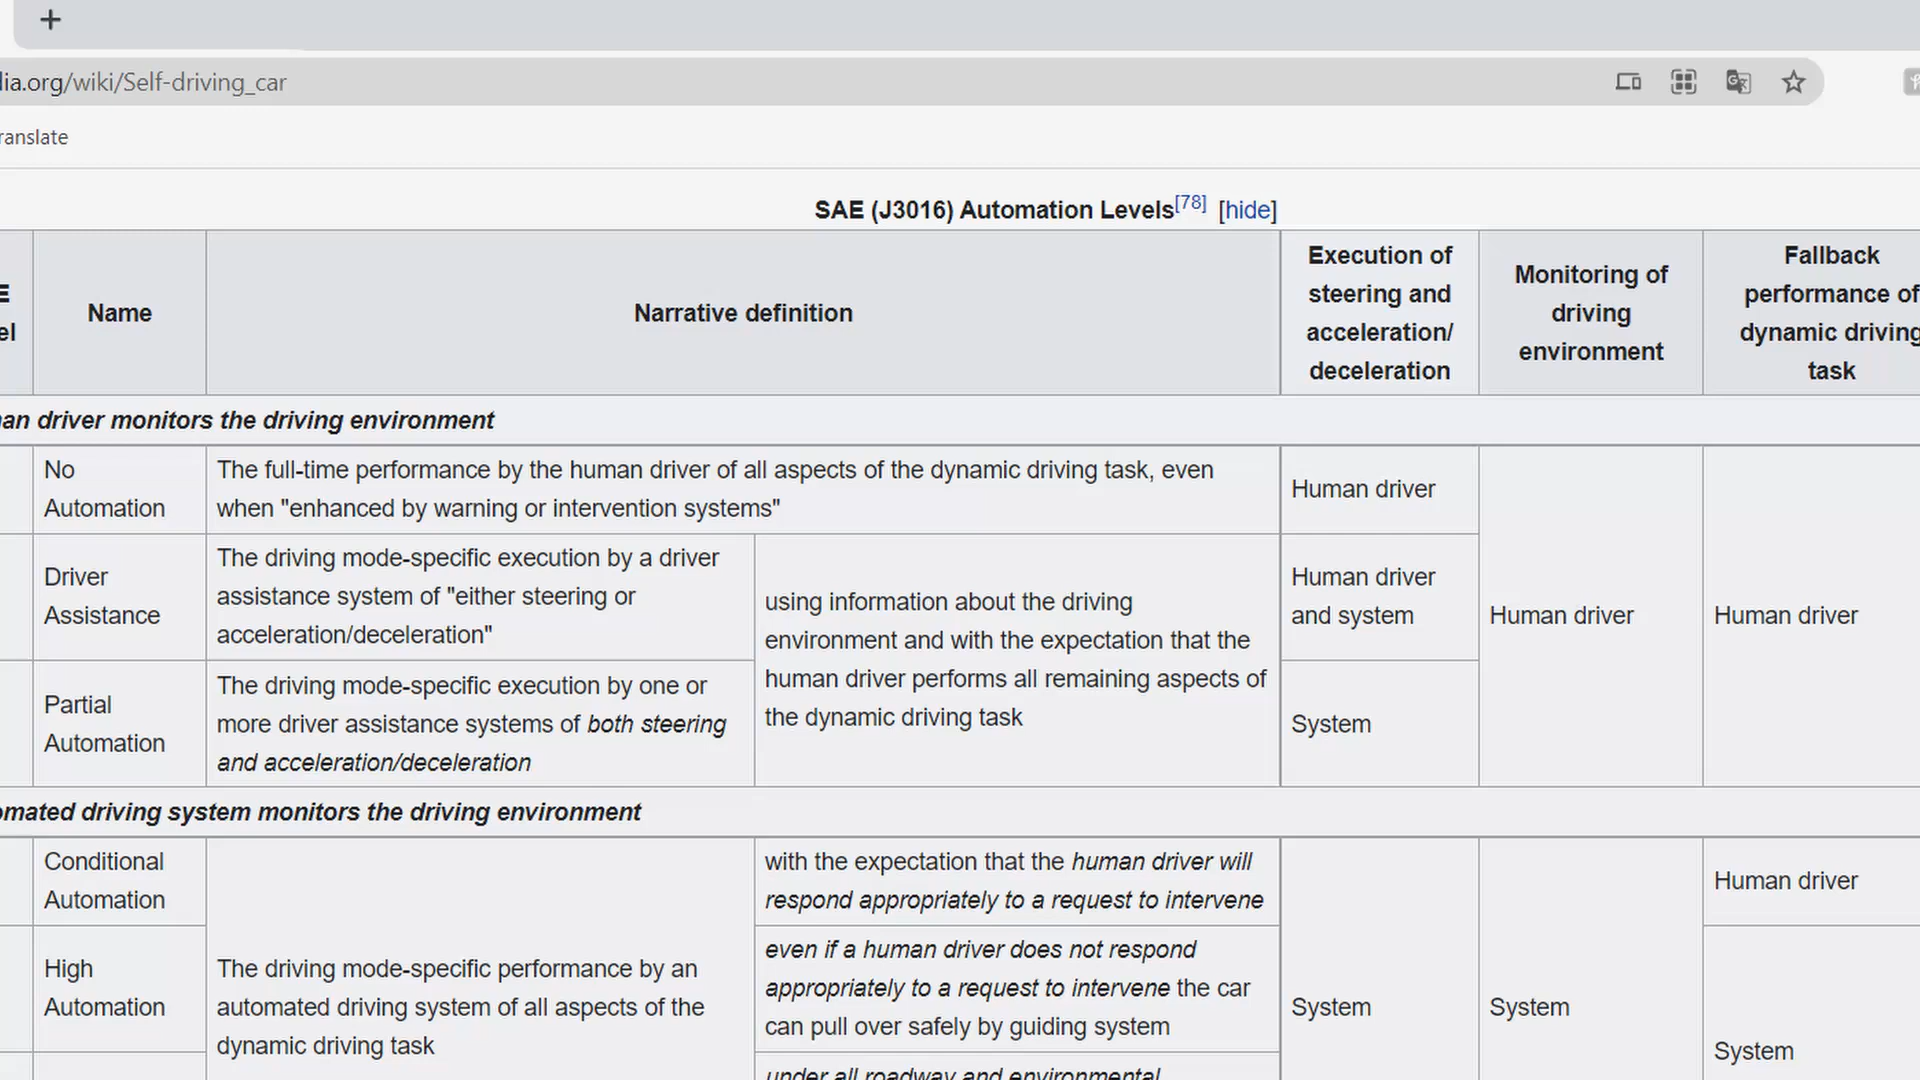 dia.org/wiki/Self-driving_car
ranslate
SAE (J3016) Automation Levels[78] [hide]
E
el
Name
Narrative definition
Execution of
steering and
acceleration/
deceleration
Monitoring of
driving
environment
Fallback
performance of
dynamic driving
task
an driver monitors the driving environment
No
Automation
The full-time performance by the human driver of all aspects of the dynamic driving task, even
when "enhanced by warning or intervention systems"
Human driver
Driver
Assistance
The driving mode-specific execution by a driver
assistance system of "either steering or
acceleration/deceleration"
using information about the driving
environment and with the expectation that the
human driver performs all remaining aspects of
the dynamic driving task
Human driver
and system
Human driver
Human driver
Partial
Automation
The driving mode-specific execution by one or
more driver assistance systems of both steering
and acceleration/deceleration
System
omated driving system monitors the driving environment
Conditional
Automation
with the expectation that the human driver will
respond appropriately to a request to intervene
Human driver
High
Automation
The driving mode-specific performance by an
automated driving system of all aspects of the
dynamic driving task
even if a human driver does not respond
appropriately to a request to intervene the car
can pull over safely by guiding system
System
System
System
under all roadway and environmental